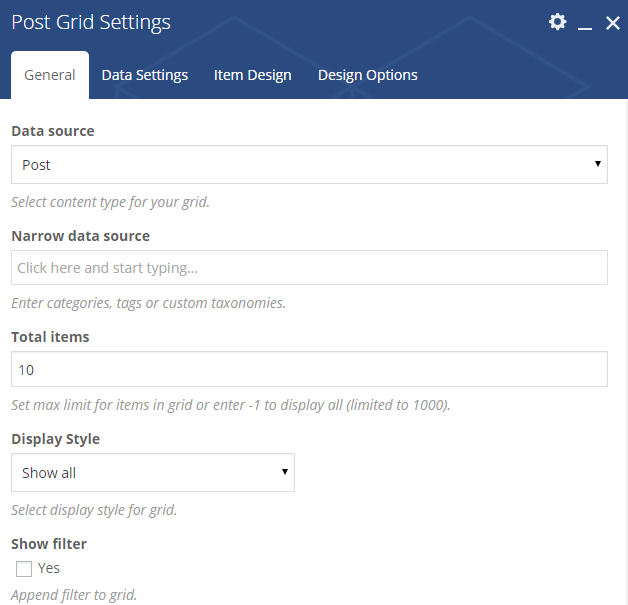 Post Grid Settings
General Data Settings Item Design Design Options
Data source
Post
Select content type for your grid.
Narrow data source
Click here and start typing...
Enter categories, tags or custom taxonomies.
Total items
10
Set max limit for items in grid or enter -1 to display all (limited to 1000).
Display Style
Show all
Select display style for grid.
Show filter
Yes
Append filter to grid.